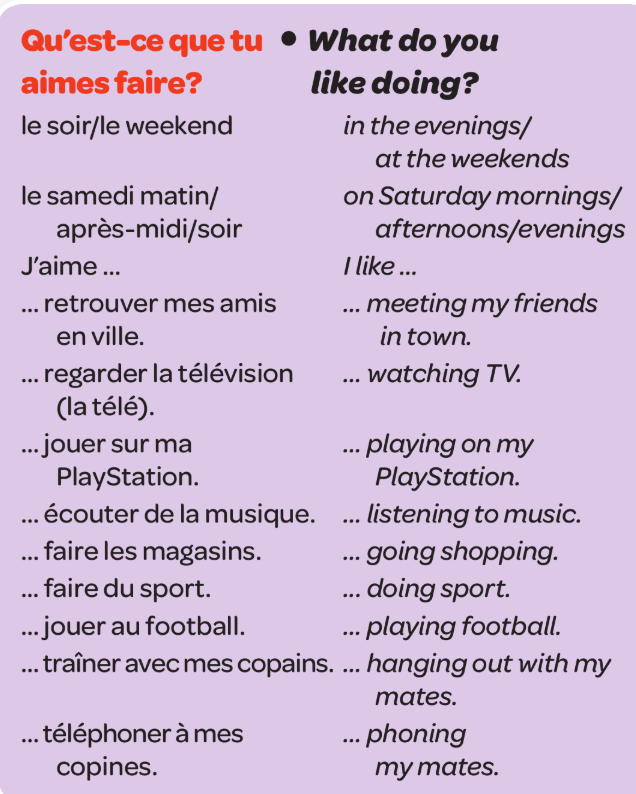 Qu'est-ce que tu • What do you
aimes faire? like doing?
le soir/le weekend in the evenings/
at the weekends
le samedi matin/ on Saturday mornings/
après-midi/soir afternoons/evenings
J'aime ... I like ...
... retrouver mes amis ... meeting my friends
en ville. in town.
... regarder la télévision ... watching TV.
(la télé).
... jouer sur ma ... playing on my
PlayStation. PlayStation.
... écouter de la musique. ... listening to music.
... faire les magasins. ... going shopping.
... faire du sport. ... doing sport.
... jouer au football. ... playing football.
... traîner avec mes copains. ... hanging out with my
mates.
... téléphoner à mes ... phoning
copines. my mates.